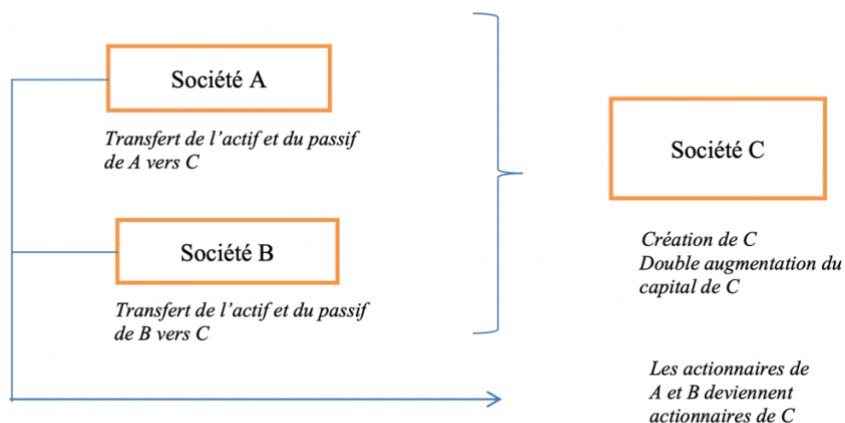 Société A
Transfert de l'actif et du passif
de A vers C
Société B
Transfert de l'actif et du passif
de B vers C
Société C
Création de C
Double augmentation du
capital de C
Les actionnaires de
A et B deviennent
actionnaires de C